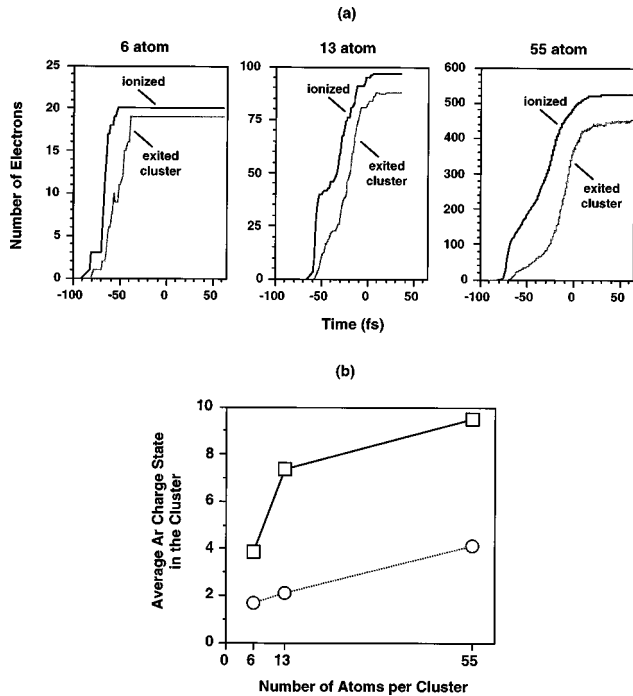 (a)
6 atom
13 atom
55 atom
Number of Electrons
25
20
15
10
5
0
ionized
exited
cluster
-100
-50
0
50
100
75
50
25
0
ionized
exited
cluster
-100
-50
0
50
600
500
400
300
200
100
0
ionized
exited
cluster
-100
-50
0
50
Time (fs)
(b)
Average Ar Charge State
in the Cluster
10
8
6
4
2
0
0
6
13
55
Number of Atoms per Cluster